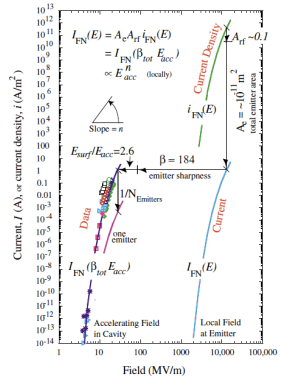 10^13
10^12
10^11
10^10
10^9
10^8
10^7
10^6
10^5
10^4
10^3
100
10
1
0.1
10^-2
10^-3
10^-4
10^-5
10^-6
10^-7
10^-8
10^-9
10^-10
10^-11
10^-12
10^-13
10^-14
Current, I (A), or current density, i (A/m^2)
I_FN(E) = A_e A_rf i_FN(E)
= I_FN(β_tot E_acc)
∝ E_acc^n (locally)
Slope = n
A_rf ~0.1
Current Density
i_FN(E)
A_e = ~10^-11 m^2
total emitter area
E_surf/E_acc=2.6
β = 184
emitter sharpness
1/N_Emitters
Data
one
emitter
Current
I_FN(β_tot E_acc)
I_FN(E)
Accelerating Field
in Cavity
Local Field
at Emitter
1
10
100
1000
10,000
100,000
Field (MV/m)